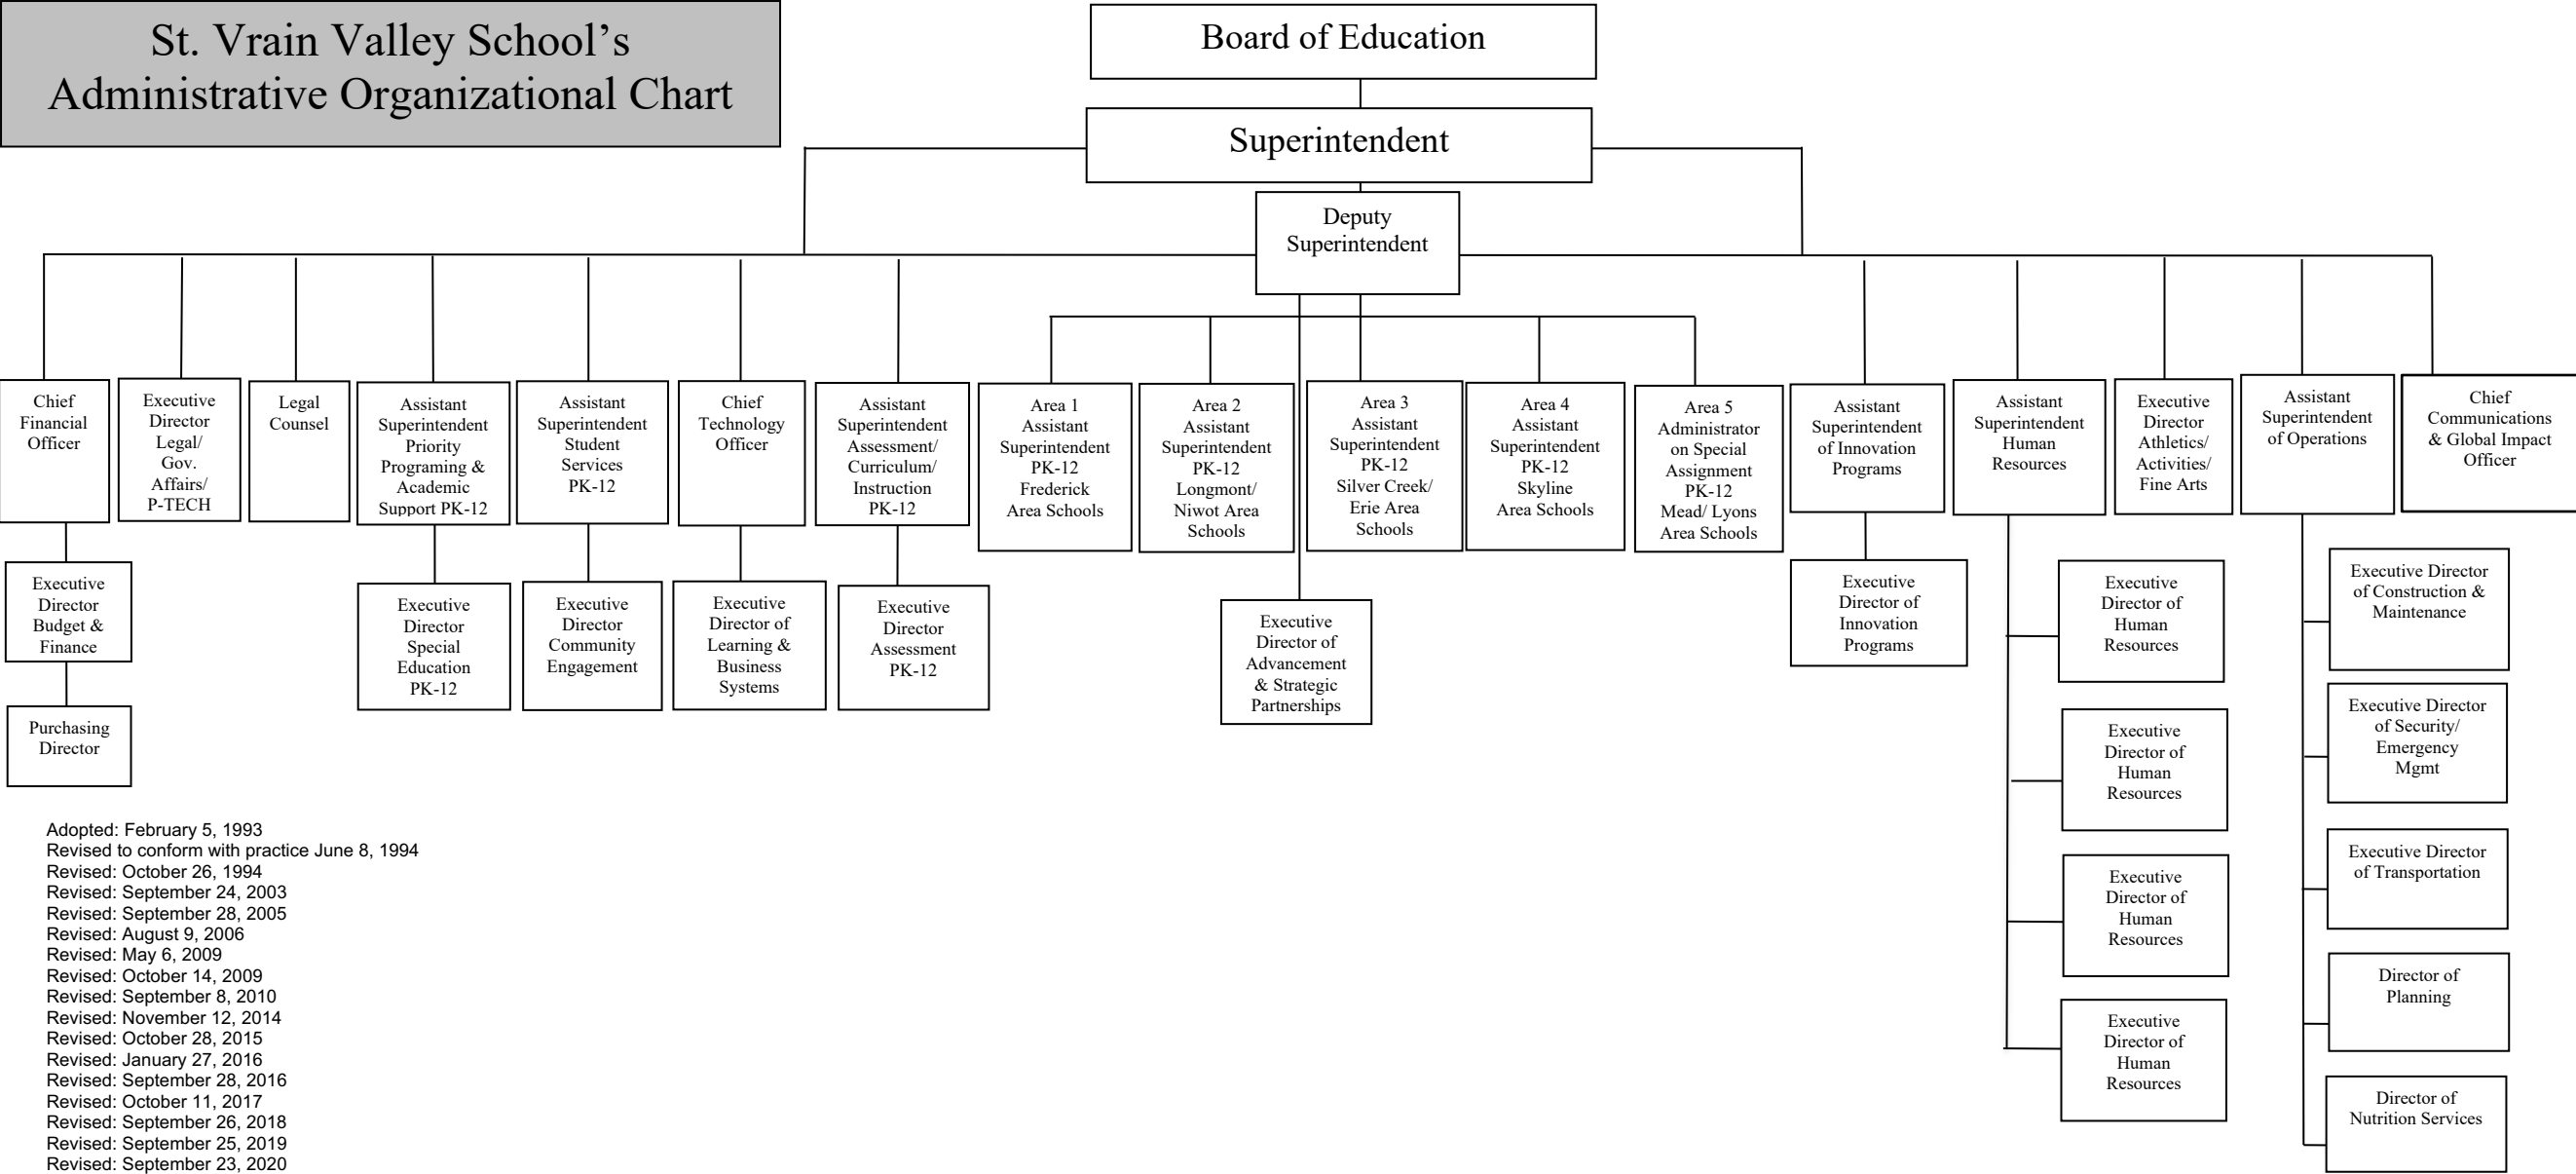 St. Vrain Valley School’s
Administrative Organizational Chart
Board of Education
Superintendent
Deputy
Superintendent
Chief
Financial
Officer
Executive
Director
Legal/
Gov.
Affairs/
P-TECH
Legal
Counsel
Assistant
Superintendent
Priority
Programing &
Academic
Support PK-12
Assistant
Superintendent
Student
Services
PK-12
Chief
Technology
Officer
Assistant
Superintendent
Assessment/
Curriculum/
Instruction
PK-12
Area 1
Assistant
Superintendent
PK-12
Frederick
Area Schools
Area 2
Assistant
Superintendent
PK-12
Longmont/
Niwot Area
Schools
Area 3
Assistant
Superintendent
PK-12
Silver Creek/
Erie Area
Schools
Area 4
Assistant
Superintendent
PK-12
Skyline
Area Schools
Area 5
Administrator
on Special
Assignment
PK-12
Mead/ Lyons
Area Schools
Assistant
Superintendent
of Innovation
Programs
Assistant
Superintendent
Human
Resources
Executive
Director
Athletics/
Activities/
Fine Arts
Assistant
Superintendent
of Operations
Chief
Communications
& Global Impact
Officer
Executive
Director
Budget &
Finance
Purchasing
Director
Executive
Director
Special
Education
PK-12
Executive
Director
Community
Engagement
Executive
Director of
Learning &
Business
Systems
Executive
Director
Assessment
PK-12
Executive
Director of
Advancement
& Strategic
Partnerships
Executive
Director of
Innovation
Programs
Executive
Director of
Human
Resources
Executive
Director of
Human
Resources
Executive
Director of
Human
Resources
Executive
Director of
Human
Resources
Executive Director
of Construction &
Maintenance
Executive Director
of Security/
Emergency
Mgmt
Executive Director
of Transportation
Director of
Planning
Director of
Nutrition Services
Adopted: February 5, 1993
Revised to conform with practice June 8, 1994
Revised: October 26, 1994
Revised: September 24, 2003
Revised: September 28, 2005
Revised: August 9, 2006
Revised: May 6, 2009
Revised: October 14, 2009
Revised: September 8, 2010
Revised: November 12, 2014
Revised: October 28, 2015
Revised: January 27, 2016
Revised: September 28, 2016
Revised: October 11, 2017
Revised: September 26, 2018
Revised: September 25, 2019
Revised: September 23, 2020